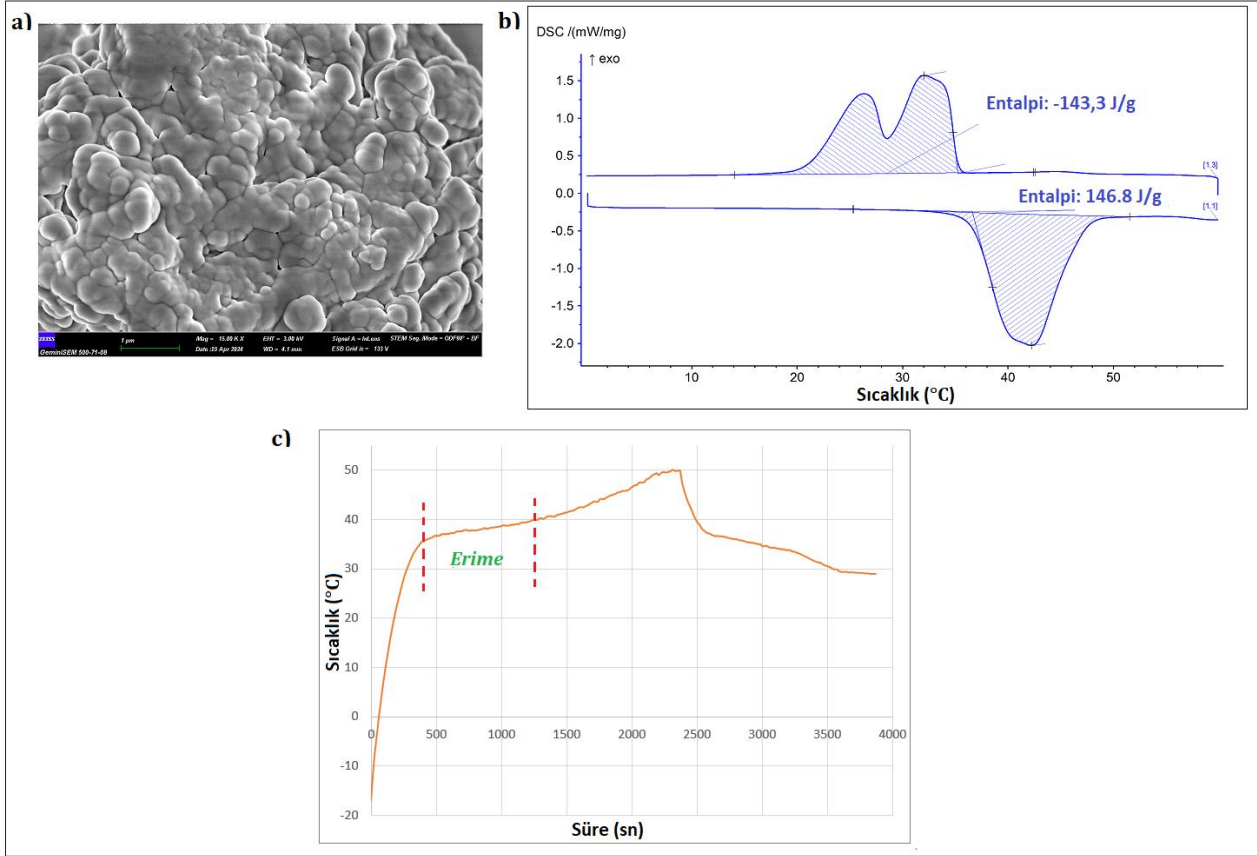 a)
ZEISS
1 µm
Mag = 15.00 K X
EHT = 3.00 kV
Signal A = InLens
STEM Seg. Mode = ODF90° + BF
GeminiSEM 500-71-08
Date :29 Apr 2024
WD = 4.1 mm
ESB Grid is = 133 V
b)
DSC /(mW/mg)
↑ exo
1.5
1.0
0.5
0.0
-0.5
-1.0
-1.5
-2.0
Entalpi: -143,3 J/g
[1.3]
Entalpi: 146.8 J/g
[1.1]
10 20 30 40 50
Sıcaklık (°C)
c)
50
40
30
20
10
0
-10
-20
Erime
0 500 1000 1500 2000 2500 3000 3500 4000
Sıcaklık (°C)
Süre (sn)